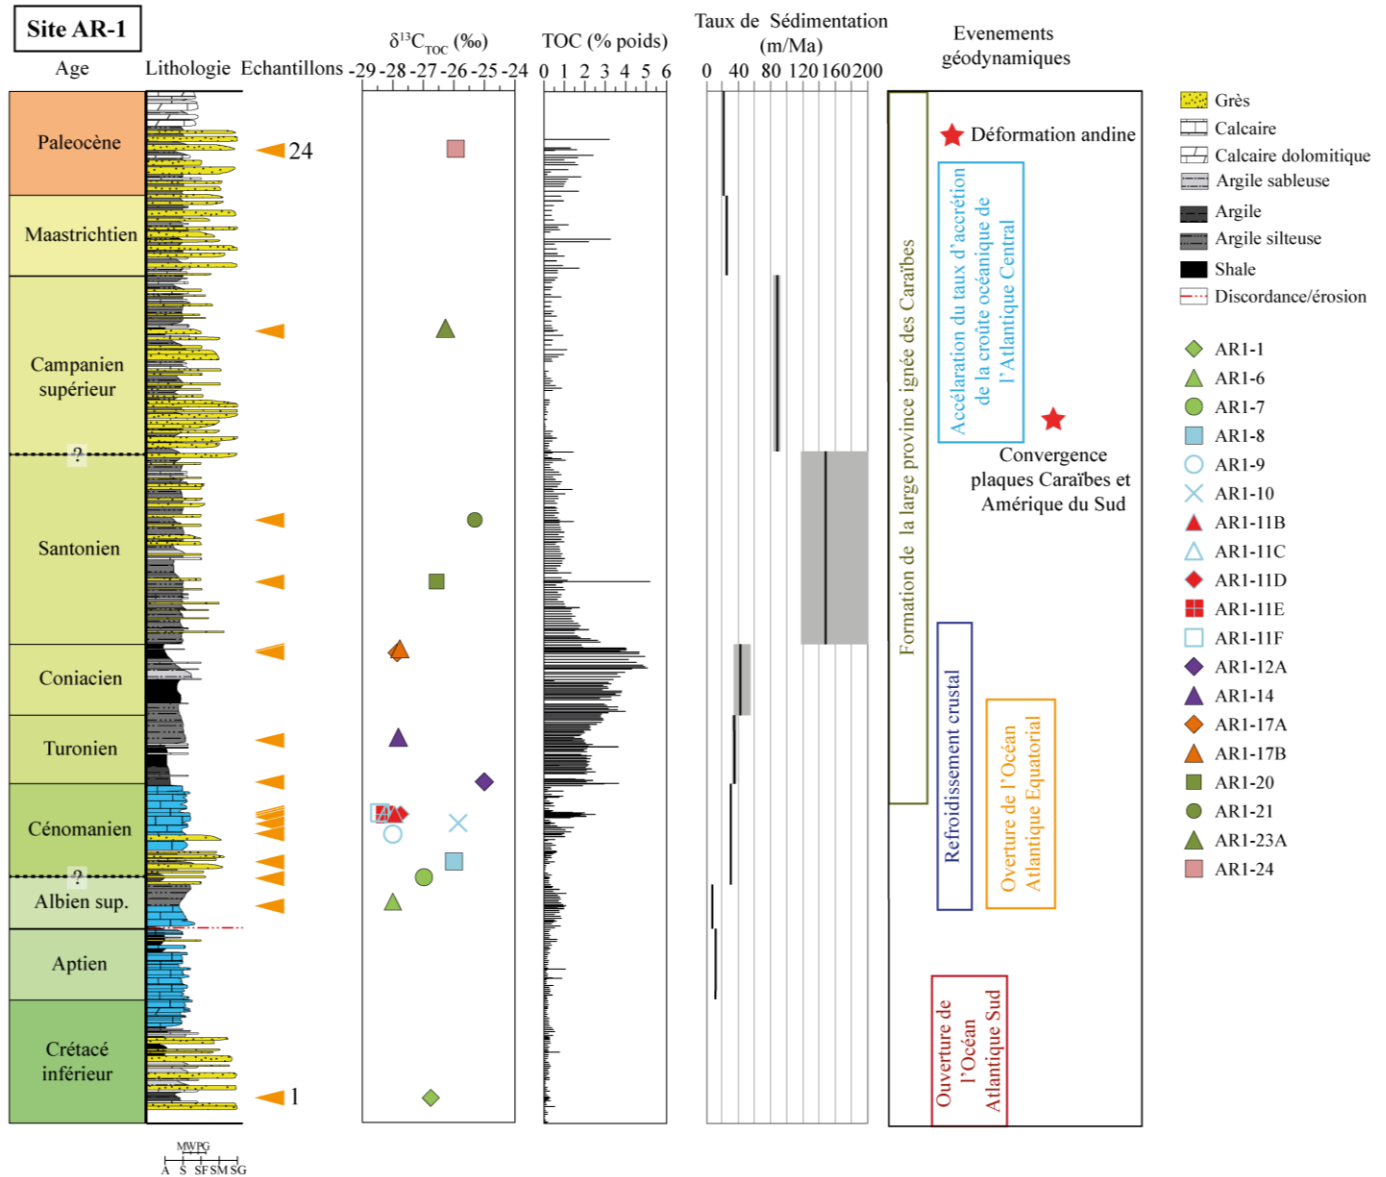 Site AR-1
Age
Lithologie
Echantillons
δ¹³C_TOC (‰)
-29 -28 -27 -26 -25 -24
TOC (% poids)
0 1 2 3 4 5 6
Taux de Sédimentation
(m/Ma)
0 40 80 120 160 200
Evenements
géodynamiques
Paleocène
Maastrichtien
Campanien
supérieur
?
Santonien
Coniacien
Turonien
Cénomanien
?
Albien sup.
Aptien
Crétacé
inférieur
24
1
MWPG
A S SF SM SG
Formation de la large province ignée des Caraïbes
Déformation andine
Accélaration du taux d’accrétion
de la croûte océanique de
l’Atlantique Central
Convergence
plaques Caraïbes et
Amérique du Sud
Refroidissement crustal
Overture de l’Océan
Atlantique Equatorial
Ouverture de
l’Océan
Atlantique Sud
Grès
Calcaire
Calcaire dolomitique
Argile sableuse
Argile
Argile silteuse
Shale
Discordance/érosion
AR1-1
AR1-6
AR1-7
AR1-8
AR1-9
AR1-10
AR1-11B
AR1-11C
AR1-11D
AR1-11E
AR1-11F
AR1-12A
AR1-14
AR1-17A
AR1-17B
AR1-20
AR1-21
AR1-23A
AR1-24